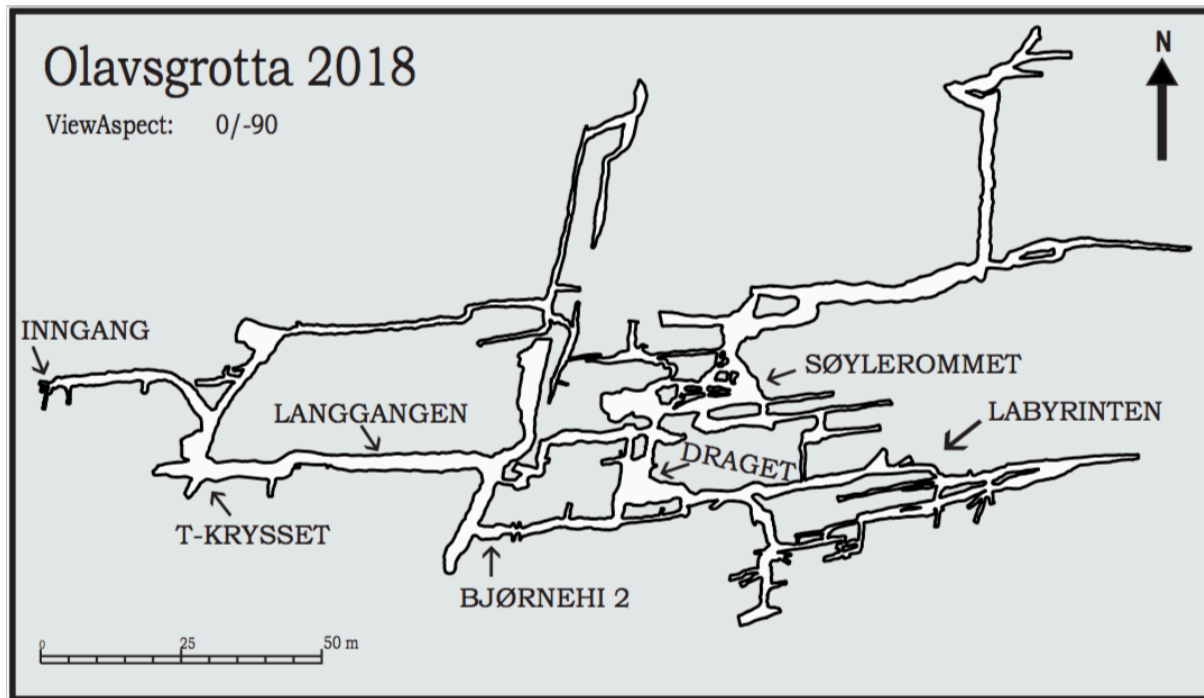 Olavsgrotta 2018
ViewAspect: 0/-90
N
INNGANG
SØYLEROMMET
LANGGANGEN
LABYRINTEN
DRAGET
T-KRYSSET
BJØRNEHI 2
0 25 50 m